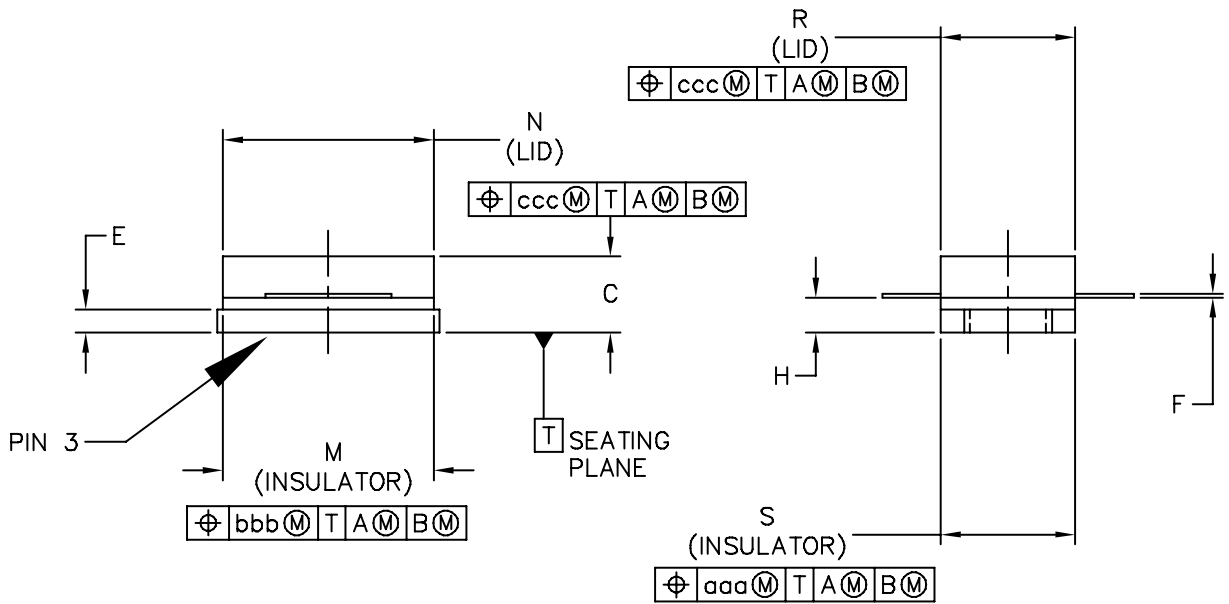 R
(LID)
⌖ ccc Ⓜ T A Ⓜ B Ⓜ
N
(LID)
⌖ ccc Ⓜ T A Ⓜ B Ⓜ
E
C
H
F
PIN 3
T SEATING
PLANE
M
(INSULATOR)
⌖ bbb Ⓜ T A Ⓜ B Ⓜ
S
(INSULATOR)
⌖ aaa Ⓜ T A Ⓜ B Ⓜ